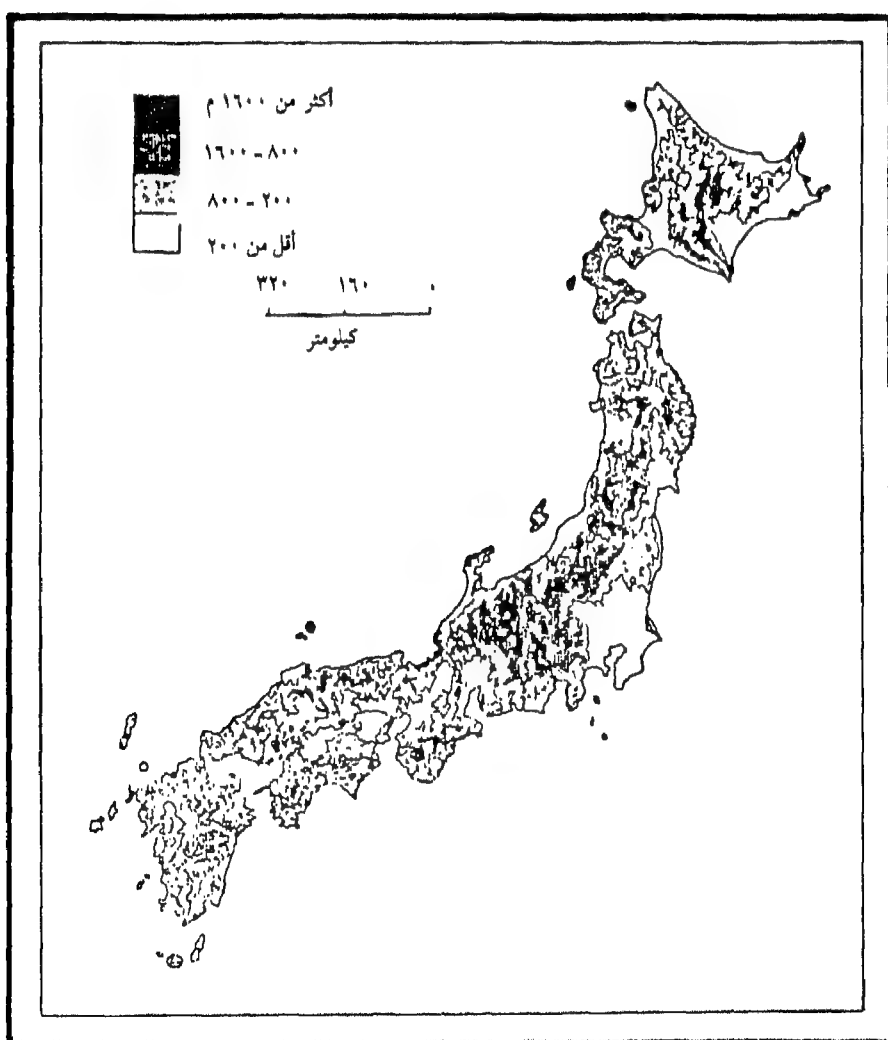 أكثر من ١٦٠٠ م
٨٠٠ - ١٦٠٠
٢٠٠ - ٨٠٠
أقل من ٢٠٠
٣٢٠ ١٦٠ ٠
كيلومتر